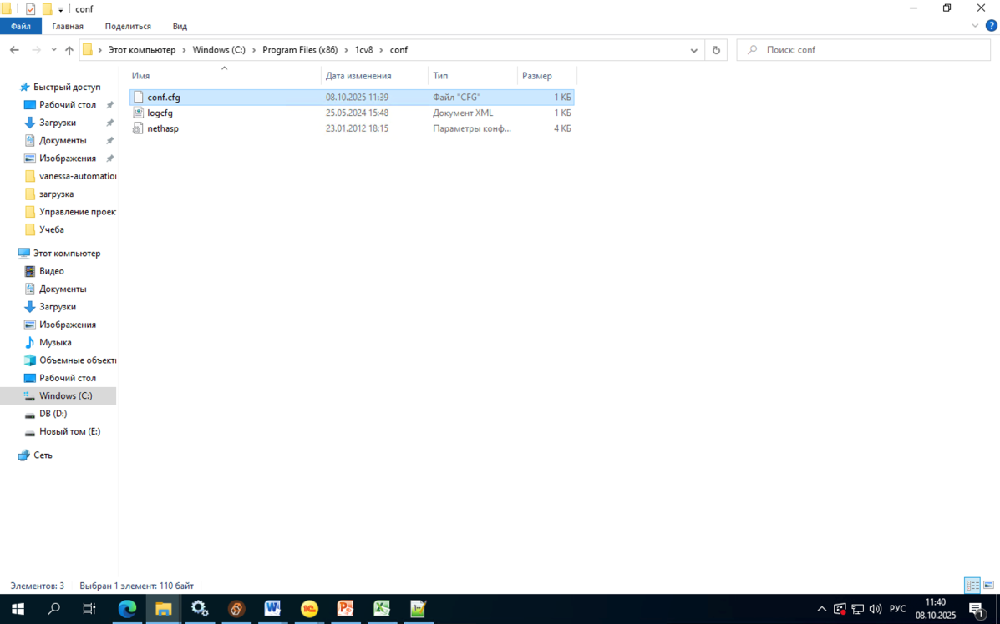 conf
Файл Главная Поделиться Вид
Этот компьютер Windows (C:) Program Files (x86) 1cv8 conf
Поиск: conf
Имя Дата изменения Тип Размер
conf.cfg 08.10.2025 11:39 Файл "CFG" 1 КБ
logcfg 25.05.2024 15:48 Документ XML 1 КБ
nethasp 23.01.2012 18:15 Параметры конф... 4 КБ
Быстрый доступ
Рабочий стол
Загрузки
Документы
Изображения
vanessa-automation
загрузка
Управление проек
Учеба
Этот компьютер
Видео
Документы
Загрузки
Изображения
Музыка
Объемные объекты
Рабочий стол
Windows (C:)
DB (D:)
Новый том (E:)
Сеть
Элементов: 3 Выбран 1 элемент: 110 байт
РУС
11:40
08.10.2025
1